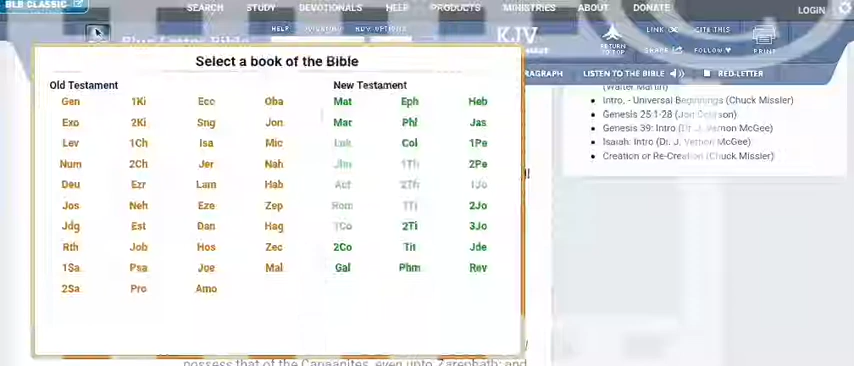 BLB CLASSIC
SEARCH STUDY DEVOTIONALS HELP PRODUCTS MINISTRIES ABOUT DONATE LOGIN
HELP KEY OPTIONS
Blue Letter Bible
KJV
RETURN TO TOP
LINK
CITE THIS
SHARE
FOLLOW
PRINT
ARAGRAPH LISTEN TO THE BIBLE RED-LETTER
Select a book of the Bible
Old Testament New Testament
Gen 1Ki Ecc Oba Mat Eph Heb
Exo 2Ki Sng Jon Mar Phl Jas
Lev 1Ch Isa Mic Luk Col 1Pe
Num 2Ch Jer Nah Jhn 1Th 2Pe
Deu Ezr Lam Hab Act 2Th 1Jo
Jos Neh Eze Zep Rom 1Ti 2Jo
Jdg Est Dan Hag 1Co 2Ti 3Jo
Rth Job Hos Zec 2Co Tit Jde
1Sa Psa Joe Mal Gal Phm Rev
2Sa Pro Amo
(Walter Martin)
Intro. - Universal Beginnings (Chuck Missler)
Genesis 25:1-28 (Jon Courson)
Genesis 39: Intro (Dr. J. Vernon McGee)
Isaiah: Intro (Dr. J. Vernon McGee)
Creation or Re-Creation (Chuck Missler)
possess that of the Canaanites, even unto Zarephath; and